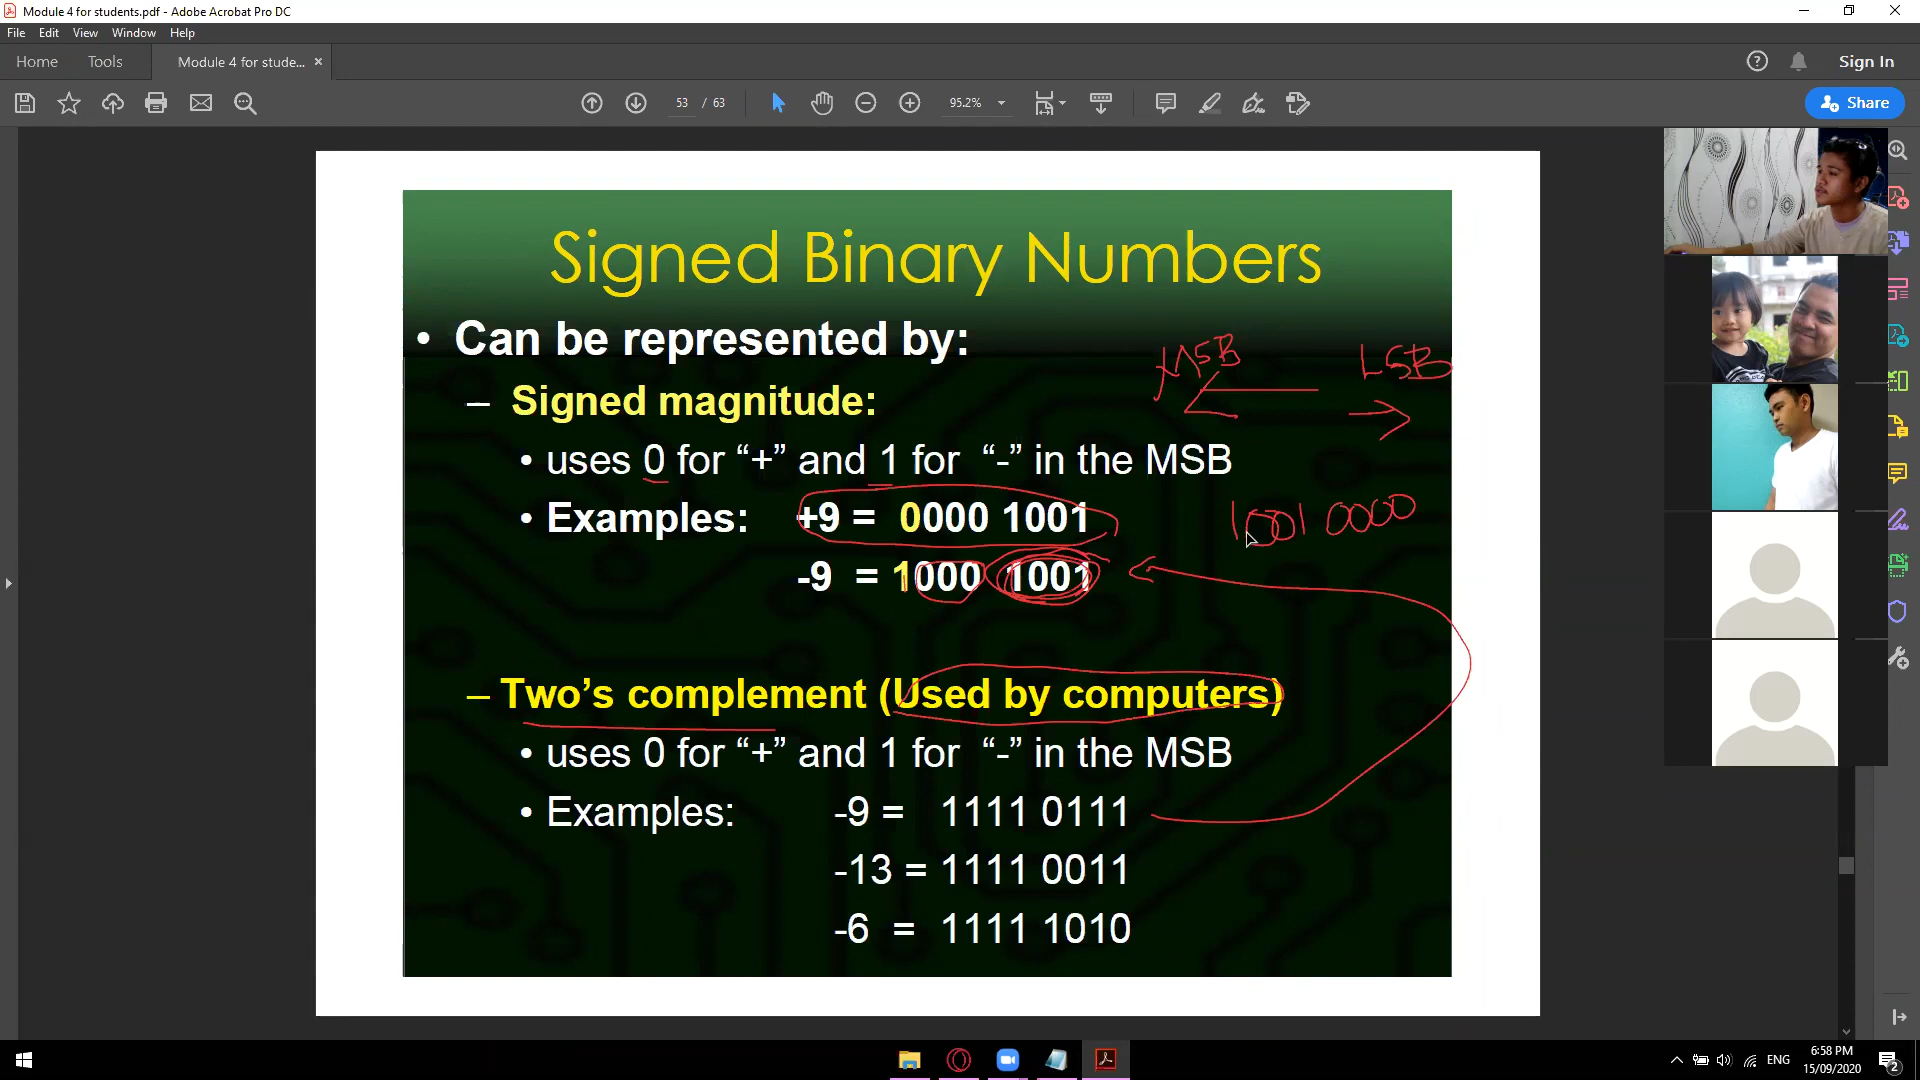 Module 4 for students.pdf - Adobe Acrobat Pro DC
File Edit View Window Help
Home Tools Module 4 for stude... × Sign In
53 / 63 95.2% Share
Signed Binary Numbers
• Can be represented by:
MSB LSB
– Signed magnitude:
• uses 0 for “+” and 1 for “-” in the MSB
• Examples: +9 = 0000 1001
1001 0000
-9 = 1000 1001
– Two’s complement (Used by computers)
• uses 0 for “+” and 1 for “-” in the MSB
• Examples: -9 = 1111 0111
-13 = 1111 0011
-6 = 1111 1010
ENG
6:58 PM
15/09/2020
2